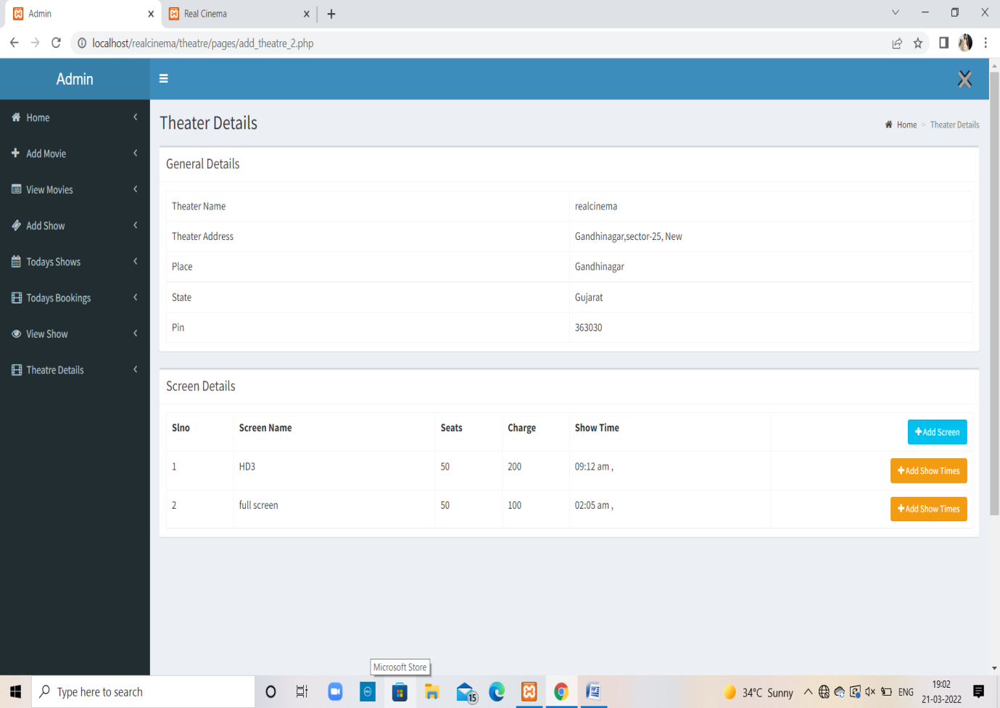 Admin
Real Cinema
localhost/realcinema/theatre/pages/add_theatre_2.php
Admin
Home
Add Movie
View Movies
Add Show
Todays Shows
Todays Bookings
View Show
Theatre Details
Theater Details
Home > Theater Details
General Details
Theater Name realcinema
Theater Address Gandhinagar,sector-25, New
Place Gandhinagar
State Gujarat
Pin 363030
Screen Details
Slno Screen Name Seats Charge Show Time Add Screen
1 HD3 50 200 09:12 am , Add Show Times
2 full screen 50 100 02:05 am , Add Show Times
Microsoft Store
Type here to search
15
34°C Sunny
ENG
19:02
21-03-2022